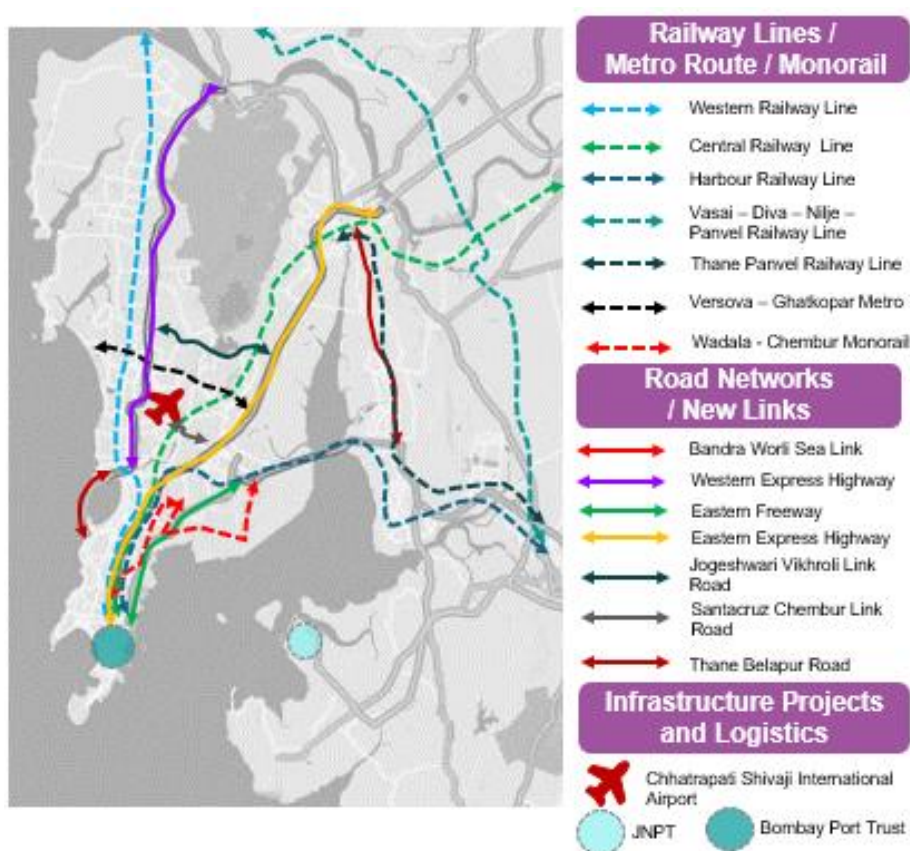 Railway Lines /
Metro Route / Monorail
Western Railway Line
Central Railway Line
Harbour Railway Line
Vasai – Diva – Nilje –
Panvel Railway Line
Thane Panvel Railway Line
Versova – Ghatkopar Metro
Wadala - Chembur Monorail
Road Networks
/ New Links
Bandra Worli Sea Link
Western Express Highway
Eastern Freeway
Eastern Express Highway
Jogeshwari Vikhroli Link
Road
Santacruz Chembur Link
Road
Thane Belapur Road
Infrastructure Projects
and Logistics
Chhatrapati Shivaji International
Airport
JNPT
Bombay Port Trust